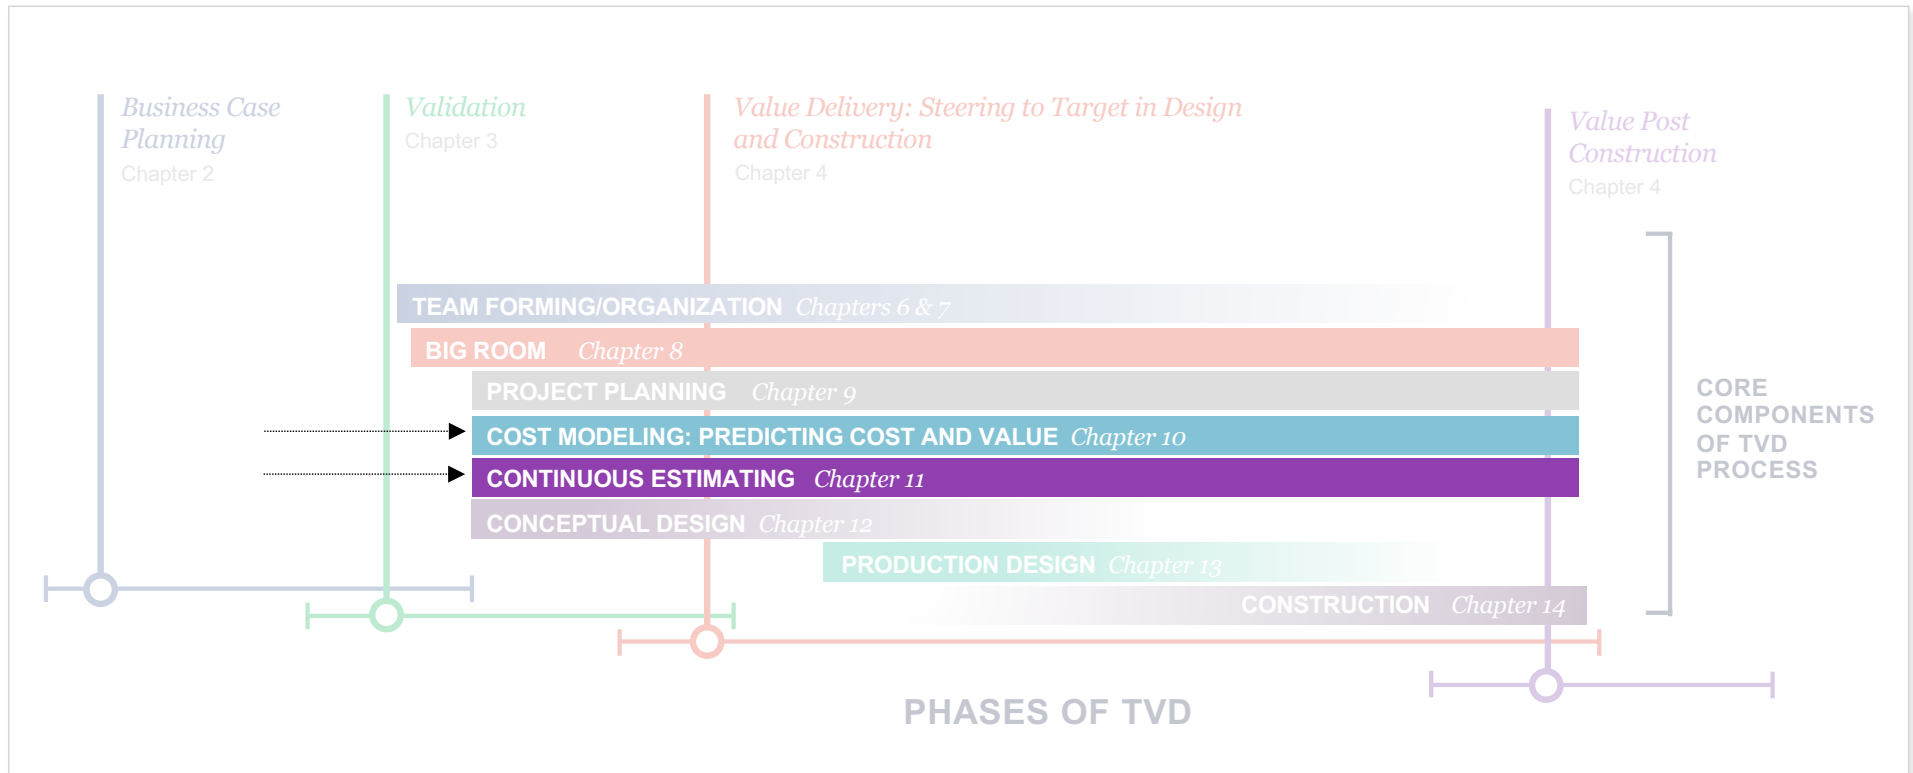 Business Case
Planning
Chapter 2
Validation
Chapter 3
Value Delivery: Steering to Target in Design
and Construction
Chapter 4
Value Post
Construction
Chapter 4
TEAM FORMING/ORGANIZATION Chapters 6 & 7
BIG ROOM Chapter 8
PROJECT PLANNING Chapter 9
COST MODELING: PREDICTING COST AND VALUE Chapter 10
CONTINUOUS ESTIMATING Chapter 11
CONCEPTUAL DESIGN Chapter 12
PRODUCTION DESIGN Chapter 13
CONSTRUCTION Chapter 14
CORE
COMPONENTS
OF TVD
PROCESS
PHASES OF TVD